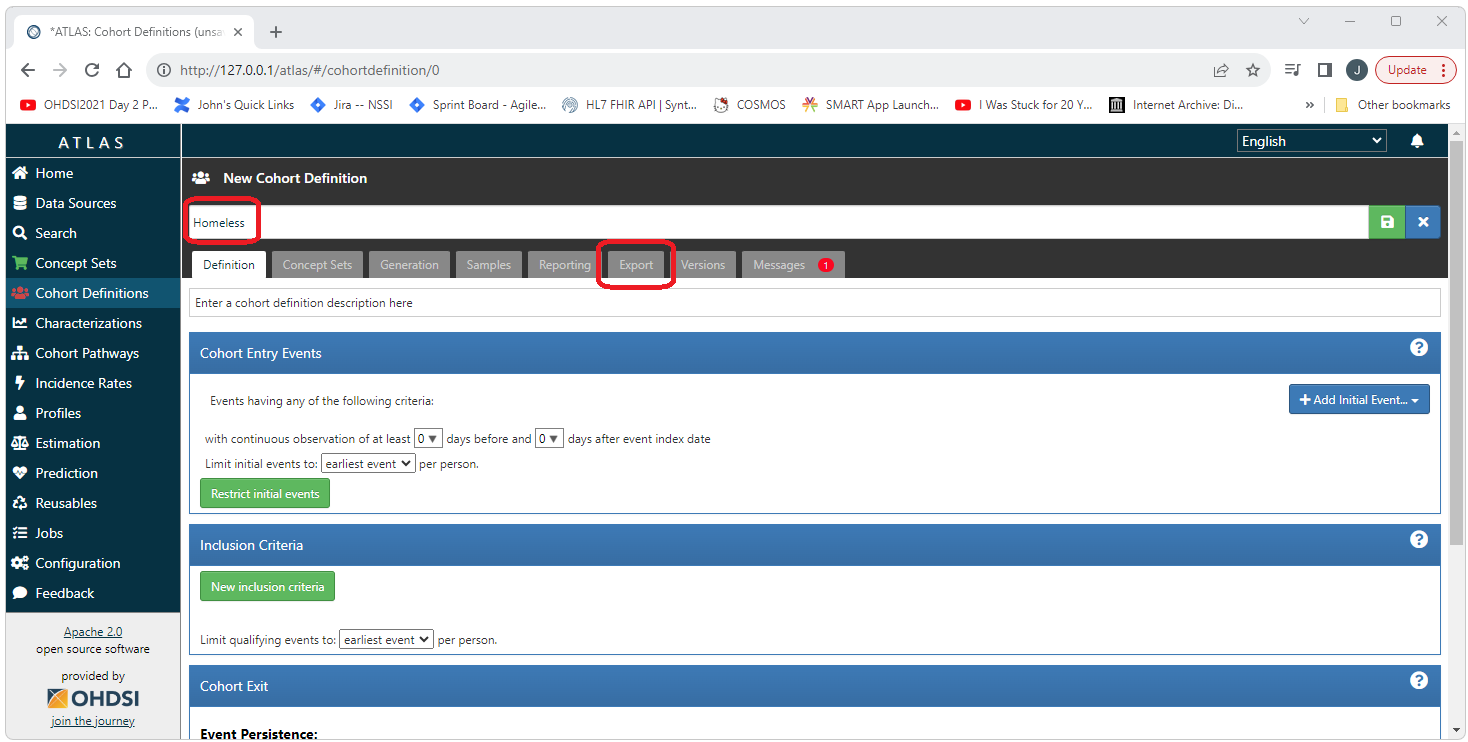 *ATLAS: Cohort Definitions (unsa
http://127.0.0.1/atlas/#/cohortdefinition/0
J
Update
OHDSI2021 Day 2 P...
John's Quick Links
Jira -- NSSI
Sprint Board - Agile...
HL7 FHIR API | Synt...
COSMOS
SMART App Launch...
I Was Stuck for 20 Y...
Internet Archive: Di...
»
Other bookmarks
ATLAS
English
Home
Data Sources
Search
Concept Sets
Cohort Definitions
Characterizations
Cohort Pathways
Incidence Rates
Profiles
Estimation
Prediction
Reusables
Jobs
Configuration
Feedback
Apache 2.0
open source software
provided by
OHDSI
join the journey
New Cohort Definition
Homeless
Definition
Concept Sets
Generation
Samples
Reporting
Export
Versions
Messages 1
Enter a cohort definition description here
Cohort Entry Events
?
Events having any of the following criteria:
+ Add Initial Event...
with continuous observation of at least 0 ▼ days before and 0 ▼ days after event index date
Limit initial events to: earliest event per person.
Restrict initial events
Inclusion Criteria
?
New inclusion criteria
Limit qualifying events to: earliest event per person.
Cohort Exit
?
Event Persistence: